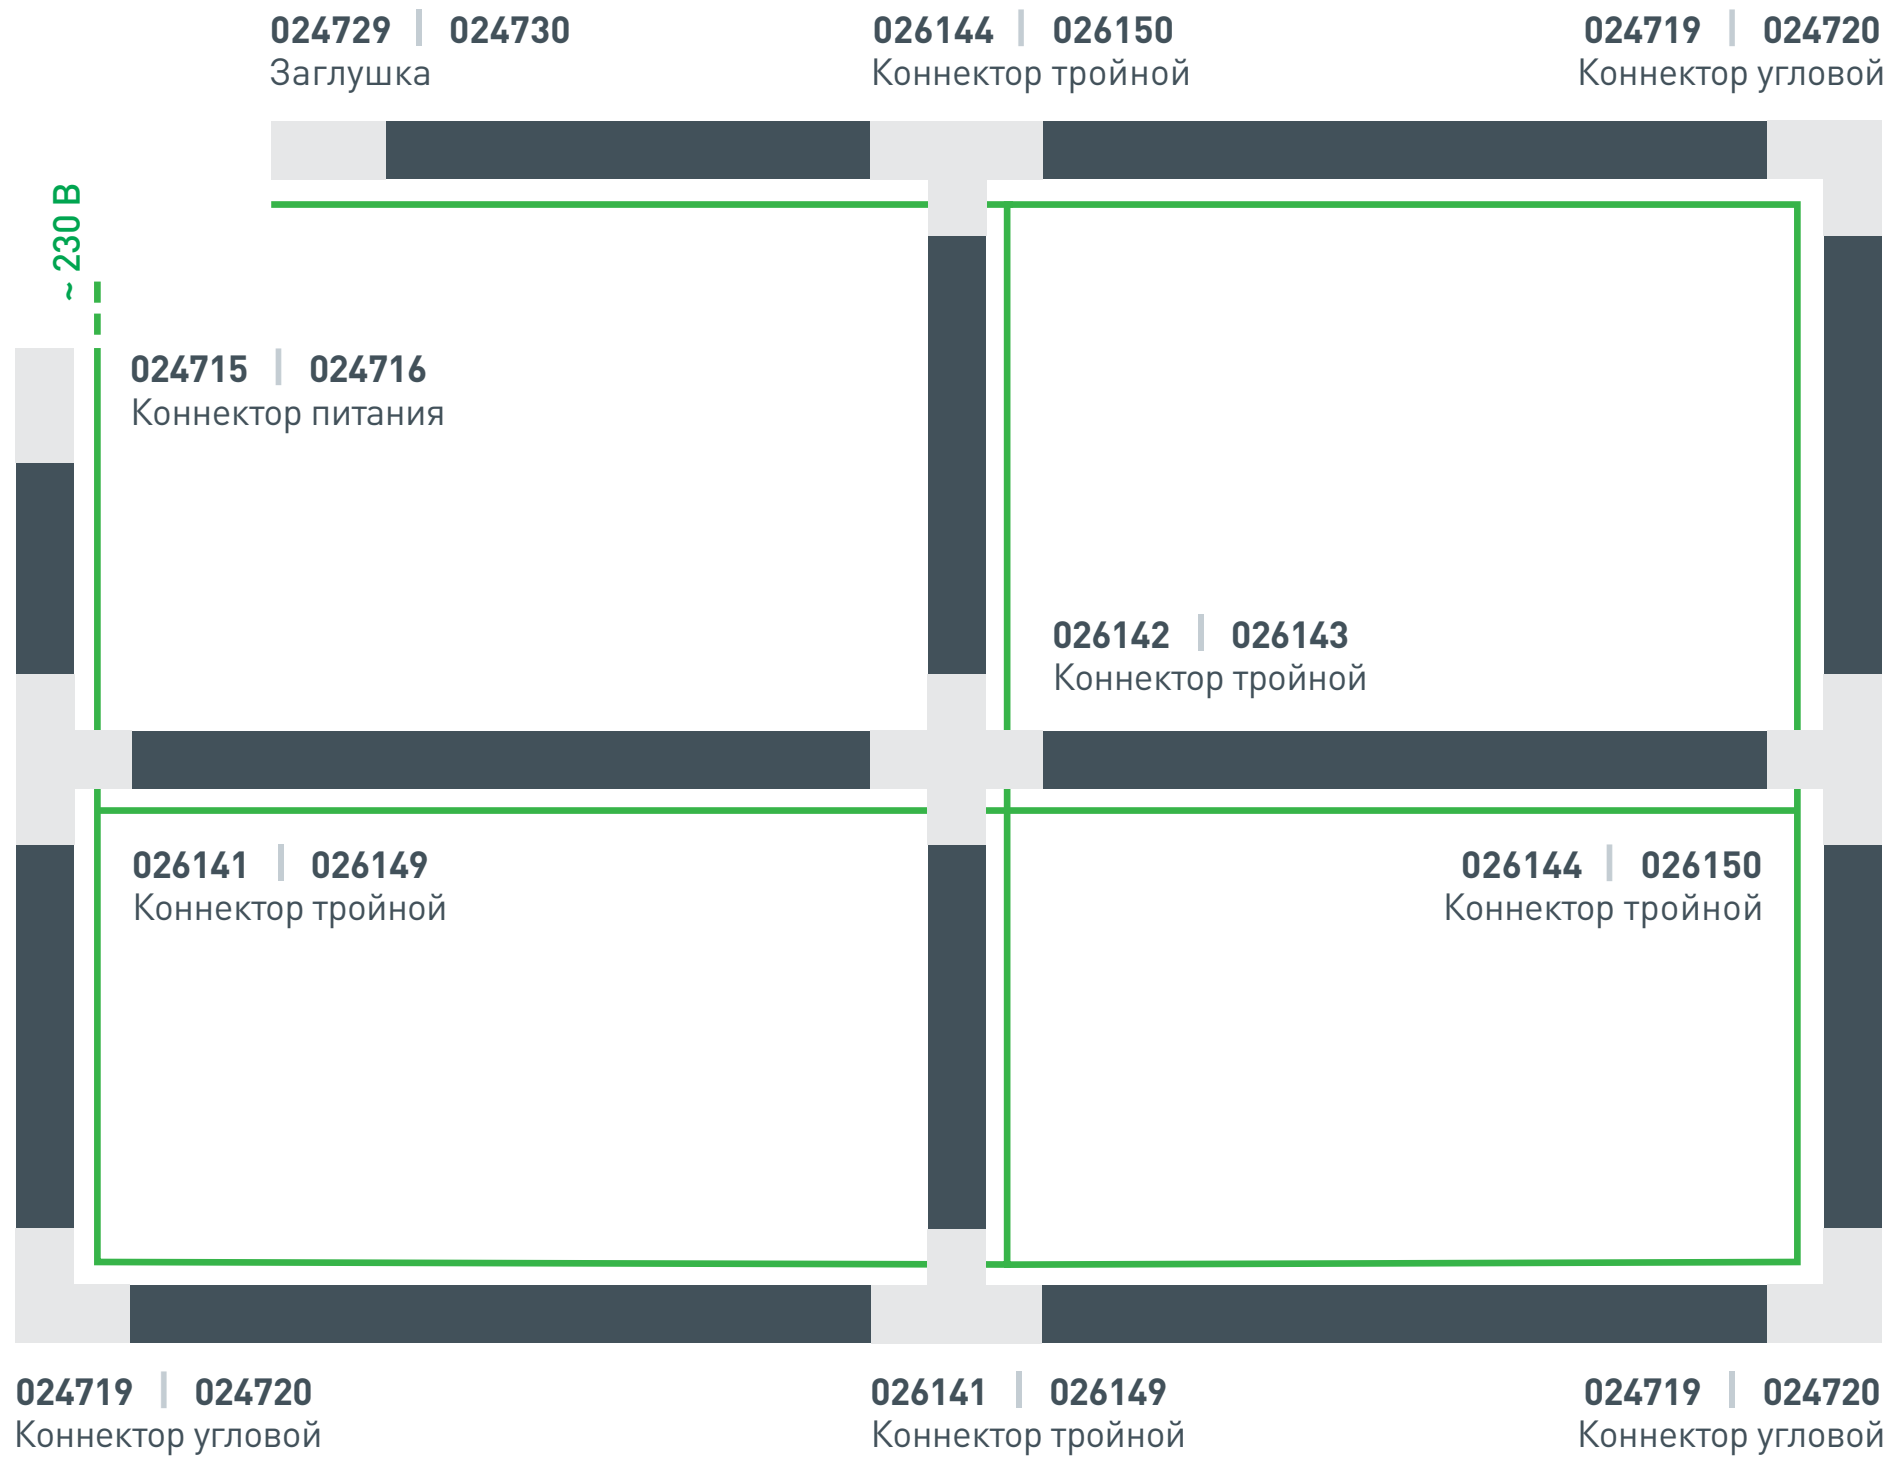 024729 | 024730
Заглушка
026144 | 026150
Коннектор тройной
024719 | 024720
Коннектор угловой
~ 230 В
024715 | 024716
Коннектор питания
026142 | 026143
Коннектор тройной
026141 | 026149
Коннектор тройной
026144 | 026150
Коннектор тройной
024719 | 024720
Коннектор угловой
026141 | 026149
Коннектор тройной
024719 | 024720
Коннектор угловой